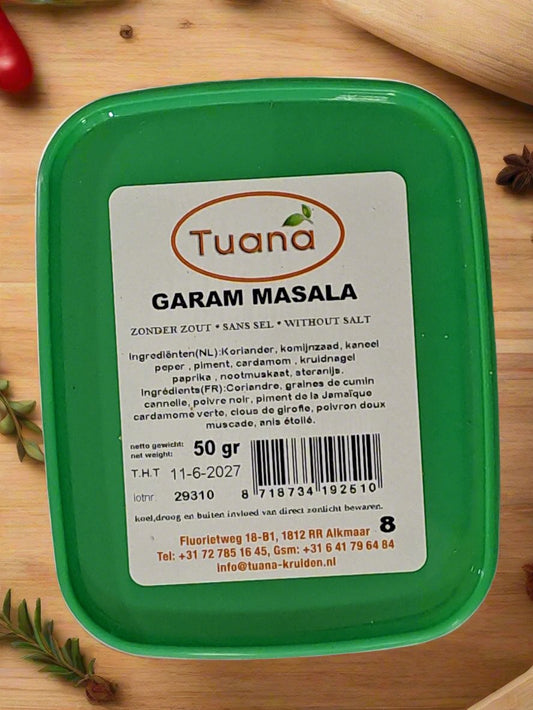 Tuana
GARAM MASALA
ZONDER ZOUT * SANS SEL * WITHOUT SALT
Ingrediënten(NL):Koriander, komijnzaad, kaneel
peper , piment, cardamom , kruidnagel
paprika , nootmuskaat, steranijs.
Ingrédients(FR):Coriandre, graines de cumin
cannelle, poivre noir, piment de la Jamaïque
cardamome verte, clous de girofle, poivron doux
muscade, anis étoilé.
netto gewicht:
net weight:
50 gr
T.H.T 11-6-2027
lotnr: 29310
8 718734 192510
koel,droog en buiten invloed van direct zonlicht bewaren.
8
Fluorietweg 18-B1, 1812 RR Alkmaar
Tel: +31 72 785 16 45, Gsm: +31 6 41 79 64 84
info@tuana-kruiden.nl